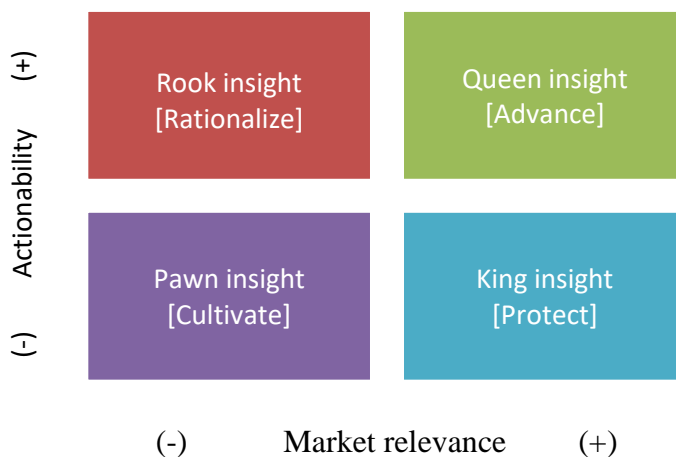 (+)
Actionability
(-)
Rook insight
[Rationalize]
Queen insight
[Advance]
Pawn insight
[Cultivate]
King insight
[Protect]
(-) Market relevance (+)